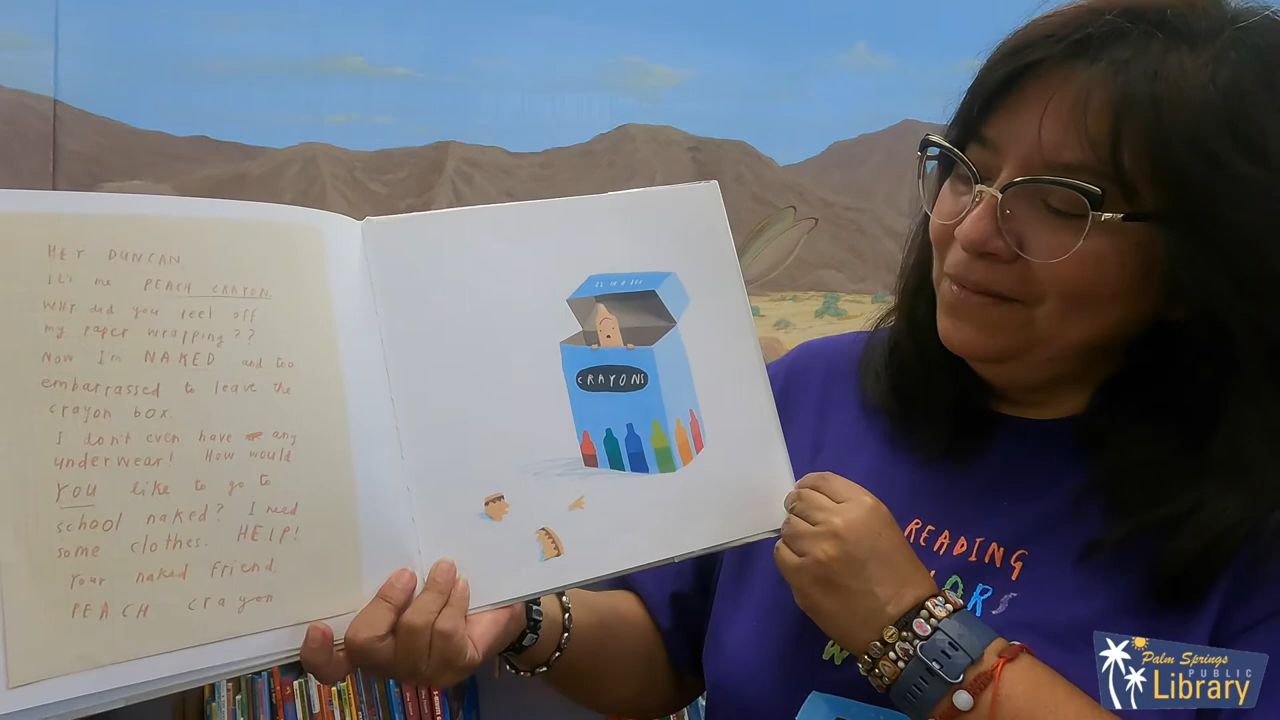 HEY DUNCAN,
It's me PEACH CRAYON.
WHY did you peel off
my paper wrapping??
Now I'm NAKED and too
embarrassed to leave the
crayon box.
I don't even have any
underwear! How would
YOU like to go to
school naked? I need
some clothes. HELP!
Your naked friend,
PEACH crayon
CRAYONS
READING
Palm Springs
PUBLIC
Library